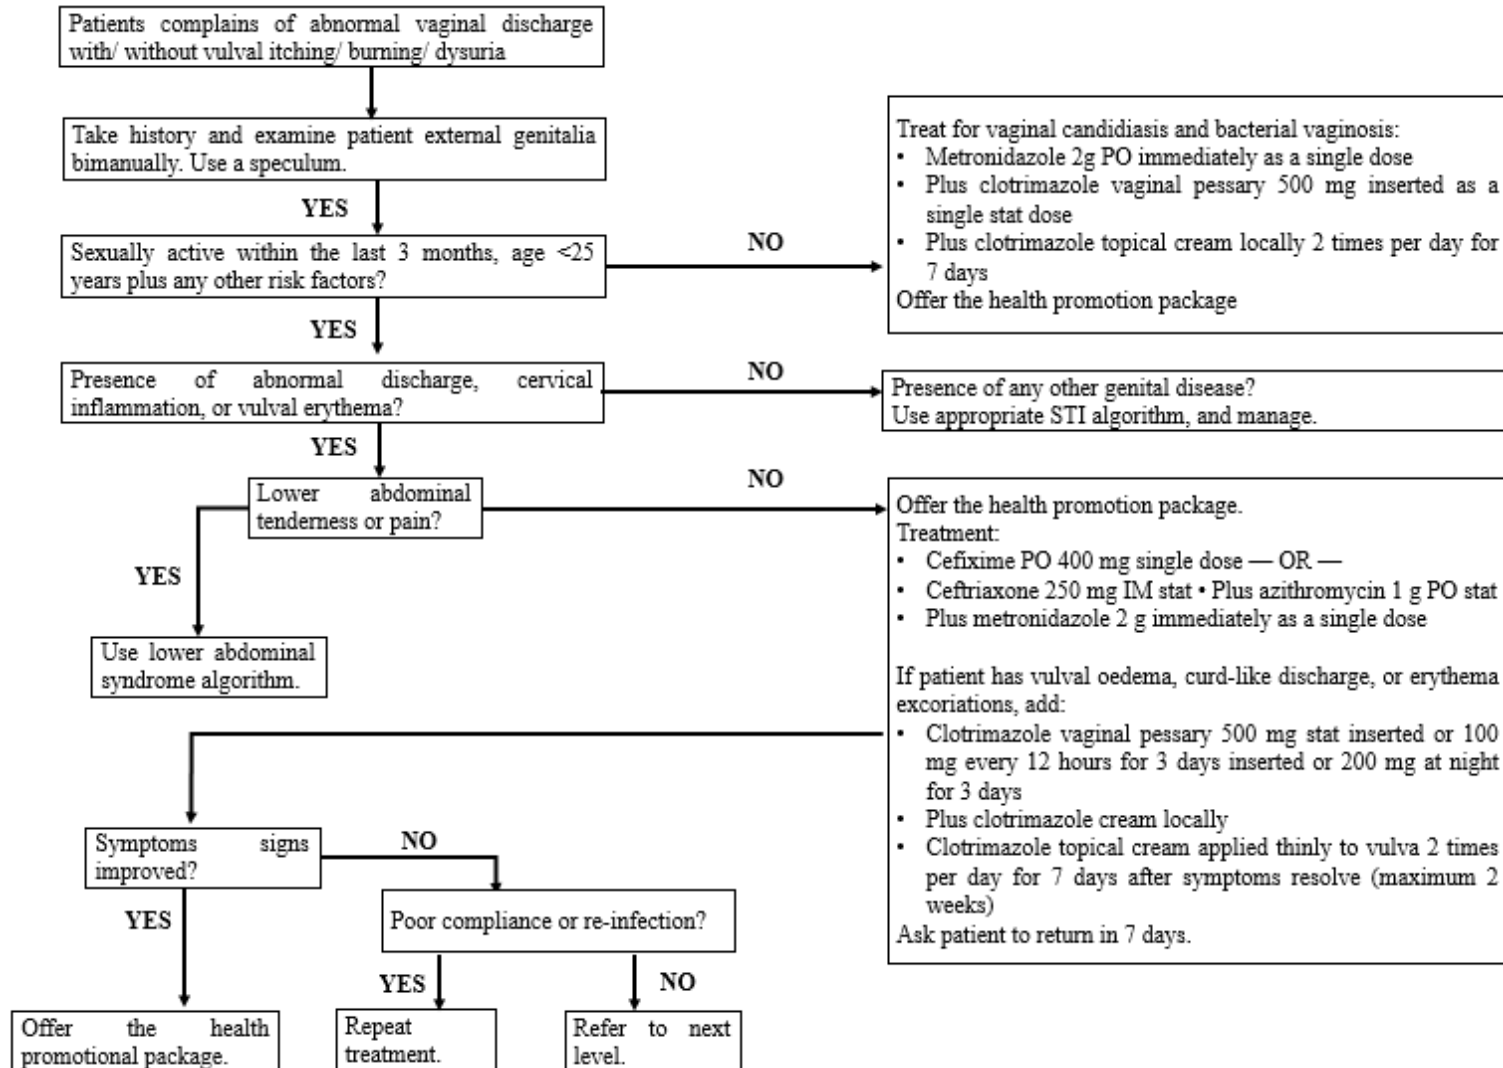 Patients complains of abnormal vaginal discharge
with/ without vulval itching/ burning/ dysuria
Take history and examine patient external genitalia
bimanually. Use a speculum.
YES
Sexually active within the last 3 months, age <25
years plus any other risk factors?
NO
Treat for vaginal candidiasis and bacterial vaginosis:
• Metronidazole 2g PO immediately as a single dose
• Plus clotrimazole vaginal pessary 500 mg inserted as a
single stat dose
• Plus clotrimazole topical cream locally 2 times per day for
7 days
Offer the health promotion package
YES
Presence of abnormal discharge, cervical
inflammation, or vulval erythema?
NO
Presence of any other genital disease?
Use appropriate STI algorithm, and manage.
YES
Lower abdominal
tenderness or pain?
NO
Offer the health promotion package.
Treatment:
• Cefixime PO 400 mg single dose — OR —
• Ceftriaxone 250 mg IM stat • Plus azithromycin 1 g PO stat
• Plus metronidazole 2 g immediately as a single dose
If patient has vulval oedema, curd-like discharge, or erythema
excoriations, add:
• Clotrimazole vaginal pessary 500 mg stat inserted or 100
mg every 12 hours for 3 days inserted or 200 mg at night
for 3 days
• Plus clotrimazole cream locally
• Clotrimazole topical cream applied thinly to vulva 2 times
per day for 7 days after symptoms resolve (maximum 2
weeks)
Ask patient to return in 7 days.
YES
Use lower abdominal
syndrome algorithm.
Symptoms signs
improved?
NO
Poor compliance or re-infection?
YES
Offer the health
promotional package.
YES
Repeat
treatment.
NO
Refer to next
level.